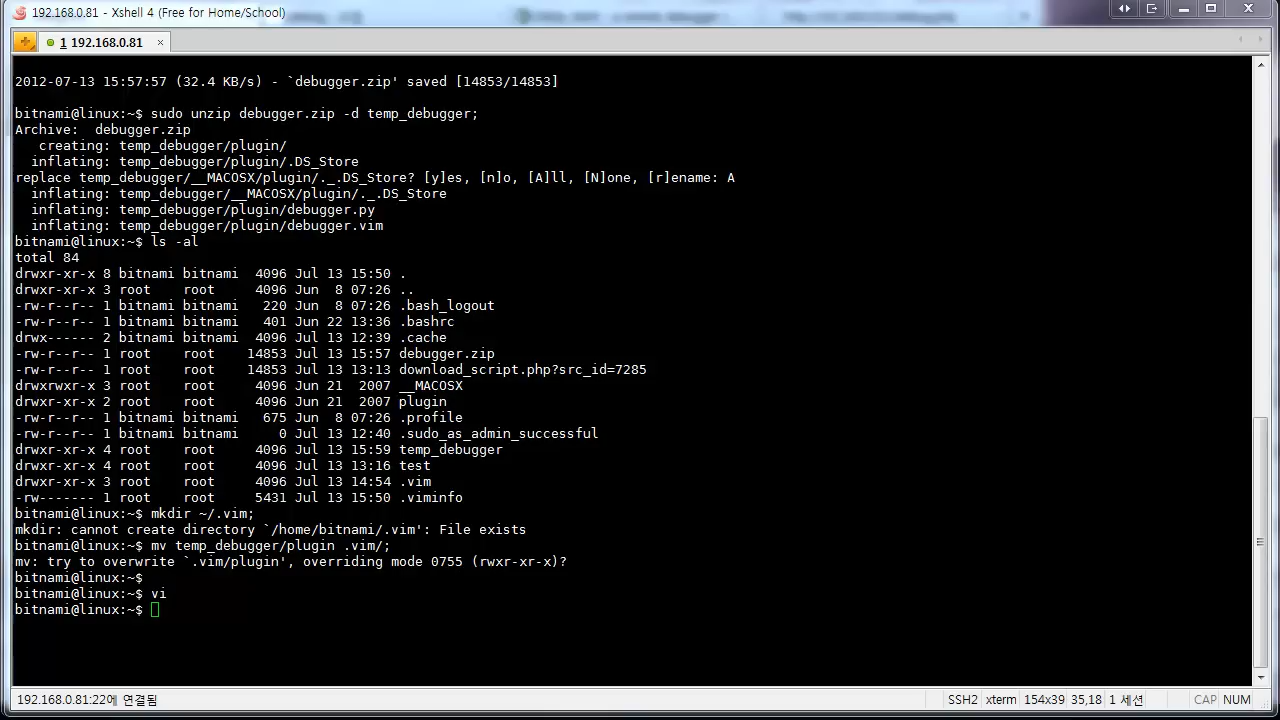 192.168.0.81 - Xshell 4 (Free for Home/School)
1 192.168.0.81
2012-07-13 15:57:57 (32.4 KB/s) - `debugger.zip' saved [14853/14853]
bitnami@linux:~$ sudo unzip debugger.zip -d temp_debugger;
Archive:  debugger.zip
   creating: temp_debugger/plugin/
  inflating: temp_debugger/plugin/.DS_Store
replace temp_debugger/__MACOSX/plugin/._.DS_Store? [y]es, [n]o, [A]ll, [N]one, [r]ename: A
  inflating: temp_debugger/__MACOSX/plugin/._.DS_Store
  inflating: temp_debugger/plugin/debugger.py
  inflating: temp_debugger/plugin/debugger.vim
bitnami@linux:~$ ls -al
total 84
drwxr-xr-x 8 bitnami bitnami  4096 Jul 13 15:50 .
drwxr-xr-x 3 root    root     4096 Jun  8 07:26 ..
-rw-r--r-- 1 bitnami bitnami   220 Jun  8 07:26 .bash_logout
-rw-r--r-- 1 bitnami bitnami   401 Jun 22 13:36 .bashrc
drwx------ 2 bitnami bitnami  4096 Jul 13 12:39 .cache
-rw-r--r-- 1 root    root    14853 Jul 13 15:57 debugger.zip
-rw-r--r-- 1 root    root    14853 Jul 13 13:13 download_script.php?src_id=7285
drwxrwxr-x 3 root    root     4096 Jun 21  2007 __MACOSX
drwxr-xr-x 2 root    root     4096 Jun 21  2007 plugin
-rw-r--r-- 1 bitnami bitnami   675 Jun  8 07:26 .profile
-rw-r--r-- 1 bitnami bitnami     0 Jul 13 12:40 .sudo_as_admin_successful
drwxr-xr-x 4 root    root     4096 Jul 13 15:59 temp_debugger
drwxr-xr-x 4 root    root     4096 Jul 13 13:16 test
drwxr-xr-x 3 root    root     4096 Jul 13 14:54 .vim
-rw------- 1 root    root     5431 Jul 13 15:50 .viminfo
bitnami@linux:~$ mkdir ~/.vim;
mkdir: cannot create directory `/home/bitnami/.vim': File exists
bitnami@linux:~$ mv temp_debugger/plugin .vim/;
mv: try to overwrite `.vim/plugin', overriding mode 0755 (rwxr-xr-x)?
bitnami@linux:~$
bitnami@linux:~$ vi
bitnami@linux:~$
192.168.0.81:22에 연결됨 SSH2 xterm 154x39 35,18 1 세션 CAP NUM